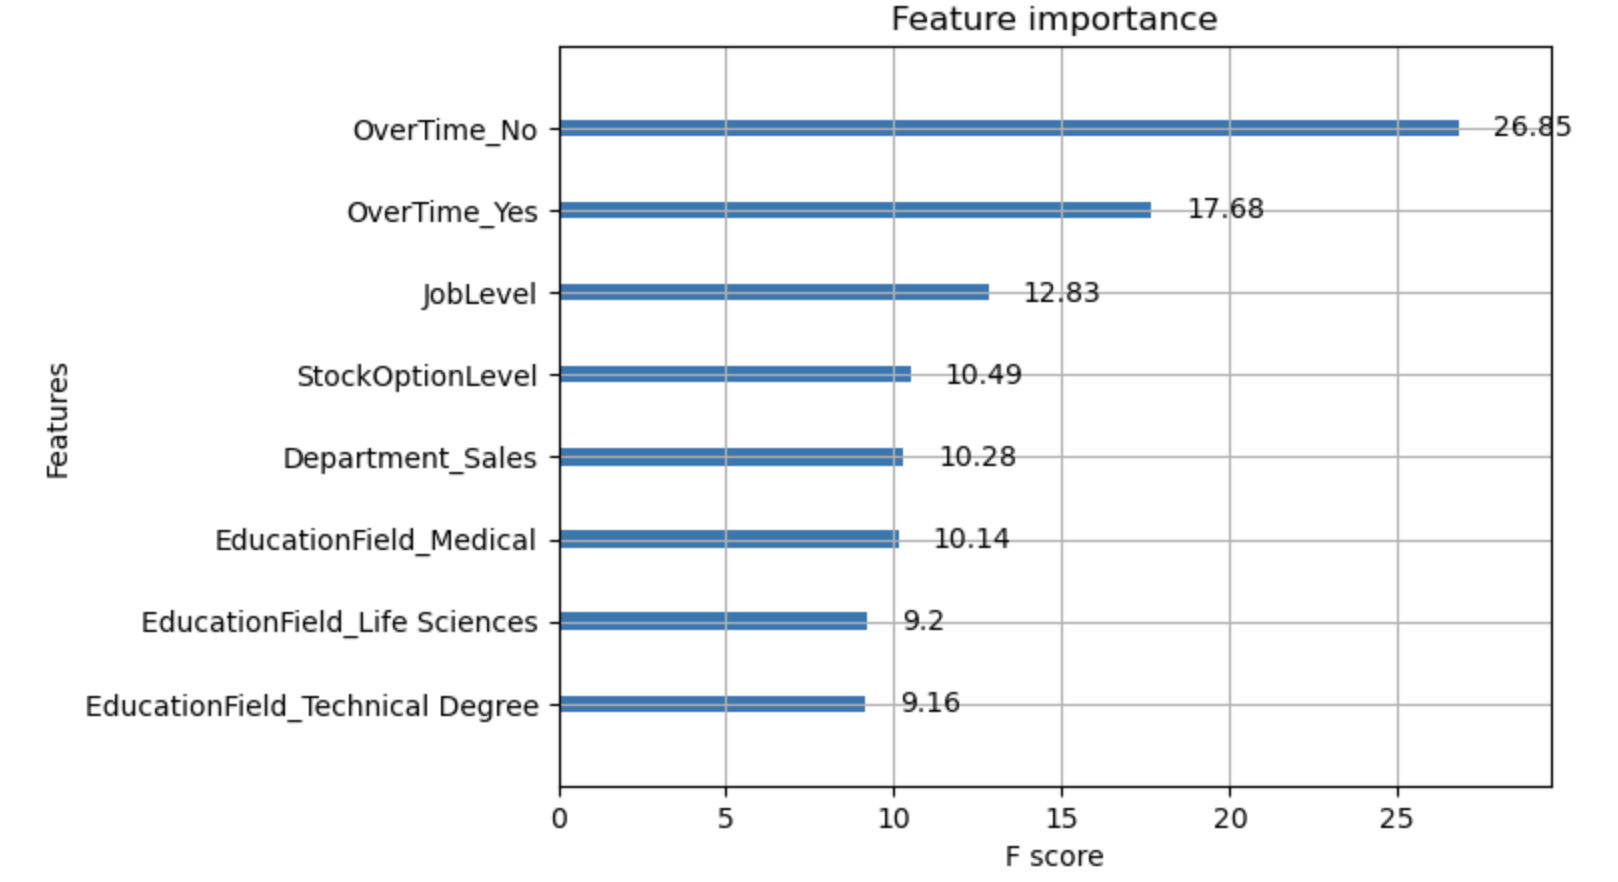 Feature importance
OverTime_No 26.85
OverTime_Yes 17.68
JobLevel 12.83
StockOptionLevel 10.49
Department_Sales 10.28
EducationField_Medical 10.14
EducationField_Life Sciences 9.2
EducationField_Technical Degree 9.16
Features
0 5 10 15 20 25
F score